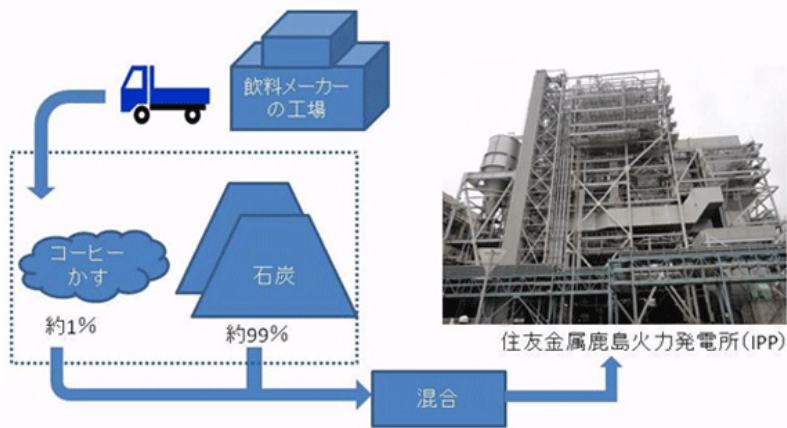 飲料メーカー
の工場
コーヒー
かす
石炭
約1%
約99%
住友金属鹿島火力発電所(IPP)
混合